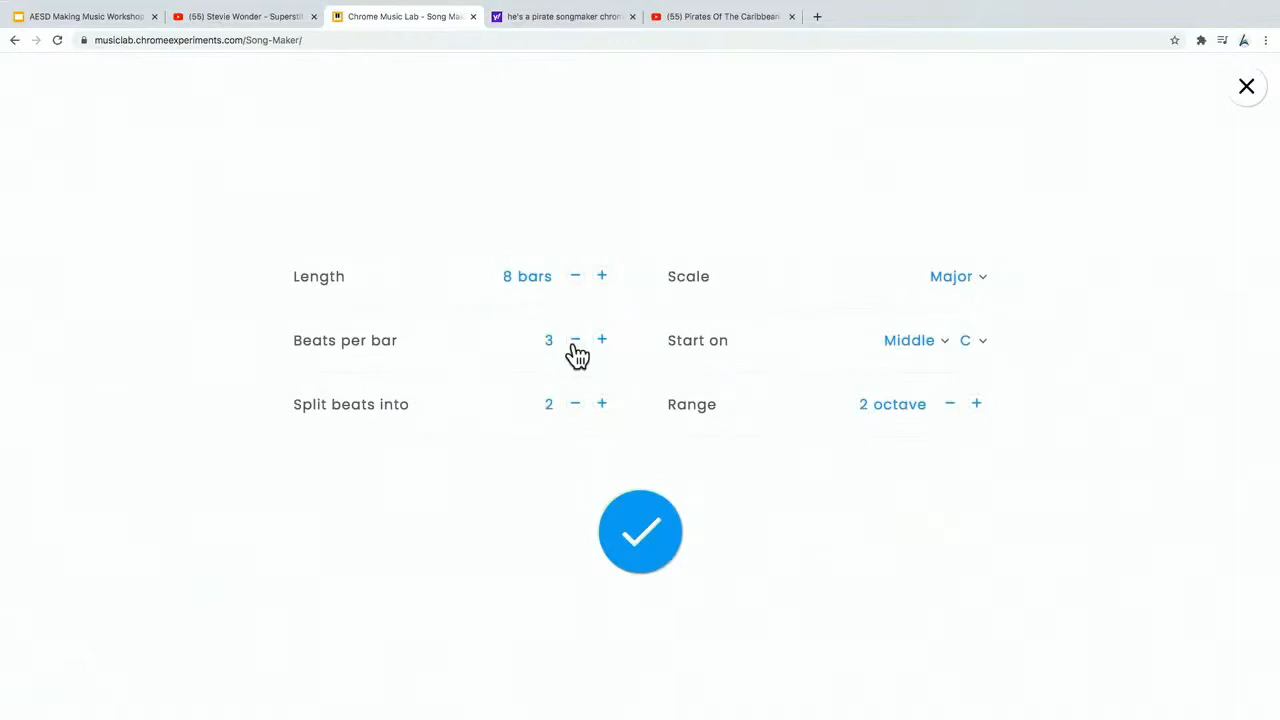 AESD Making Music Workshop
(55) Stevie Wonder - Superstit
Chrome Music Lab - Song Ma
he's a pirate songmaker chrom
(55) Pirates Of The Caribbean
musiclab.chromeexperiments.com/Song-Maker/
Length 8 bars − + Scale Major
Beats per bar 3 − + Start on Middle C
Split beats into 2 − + Range 2 octave − +